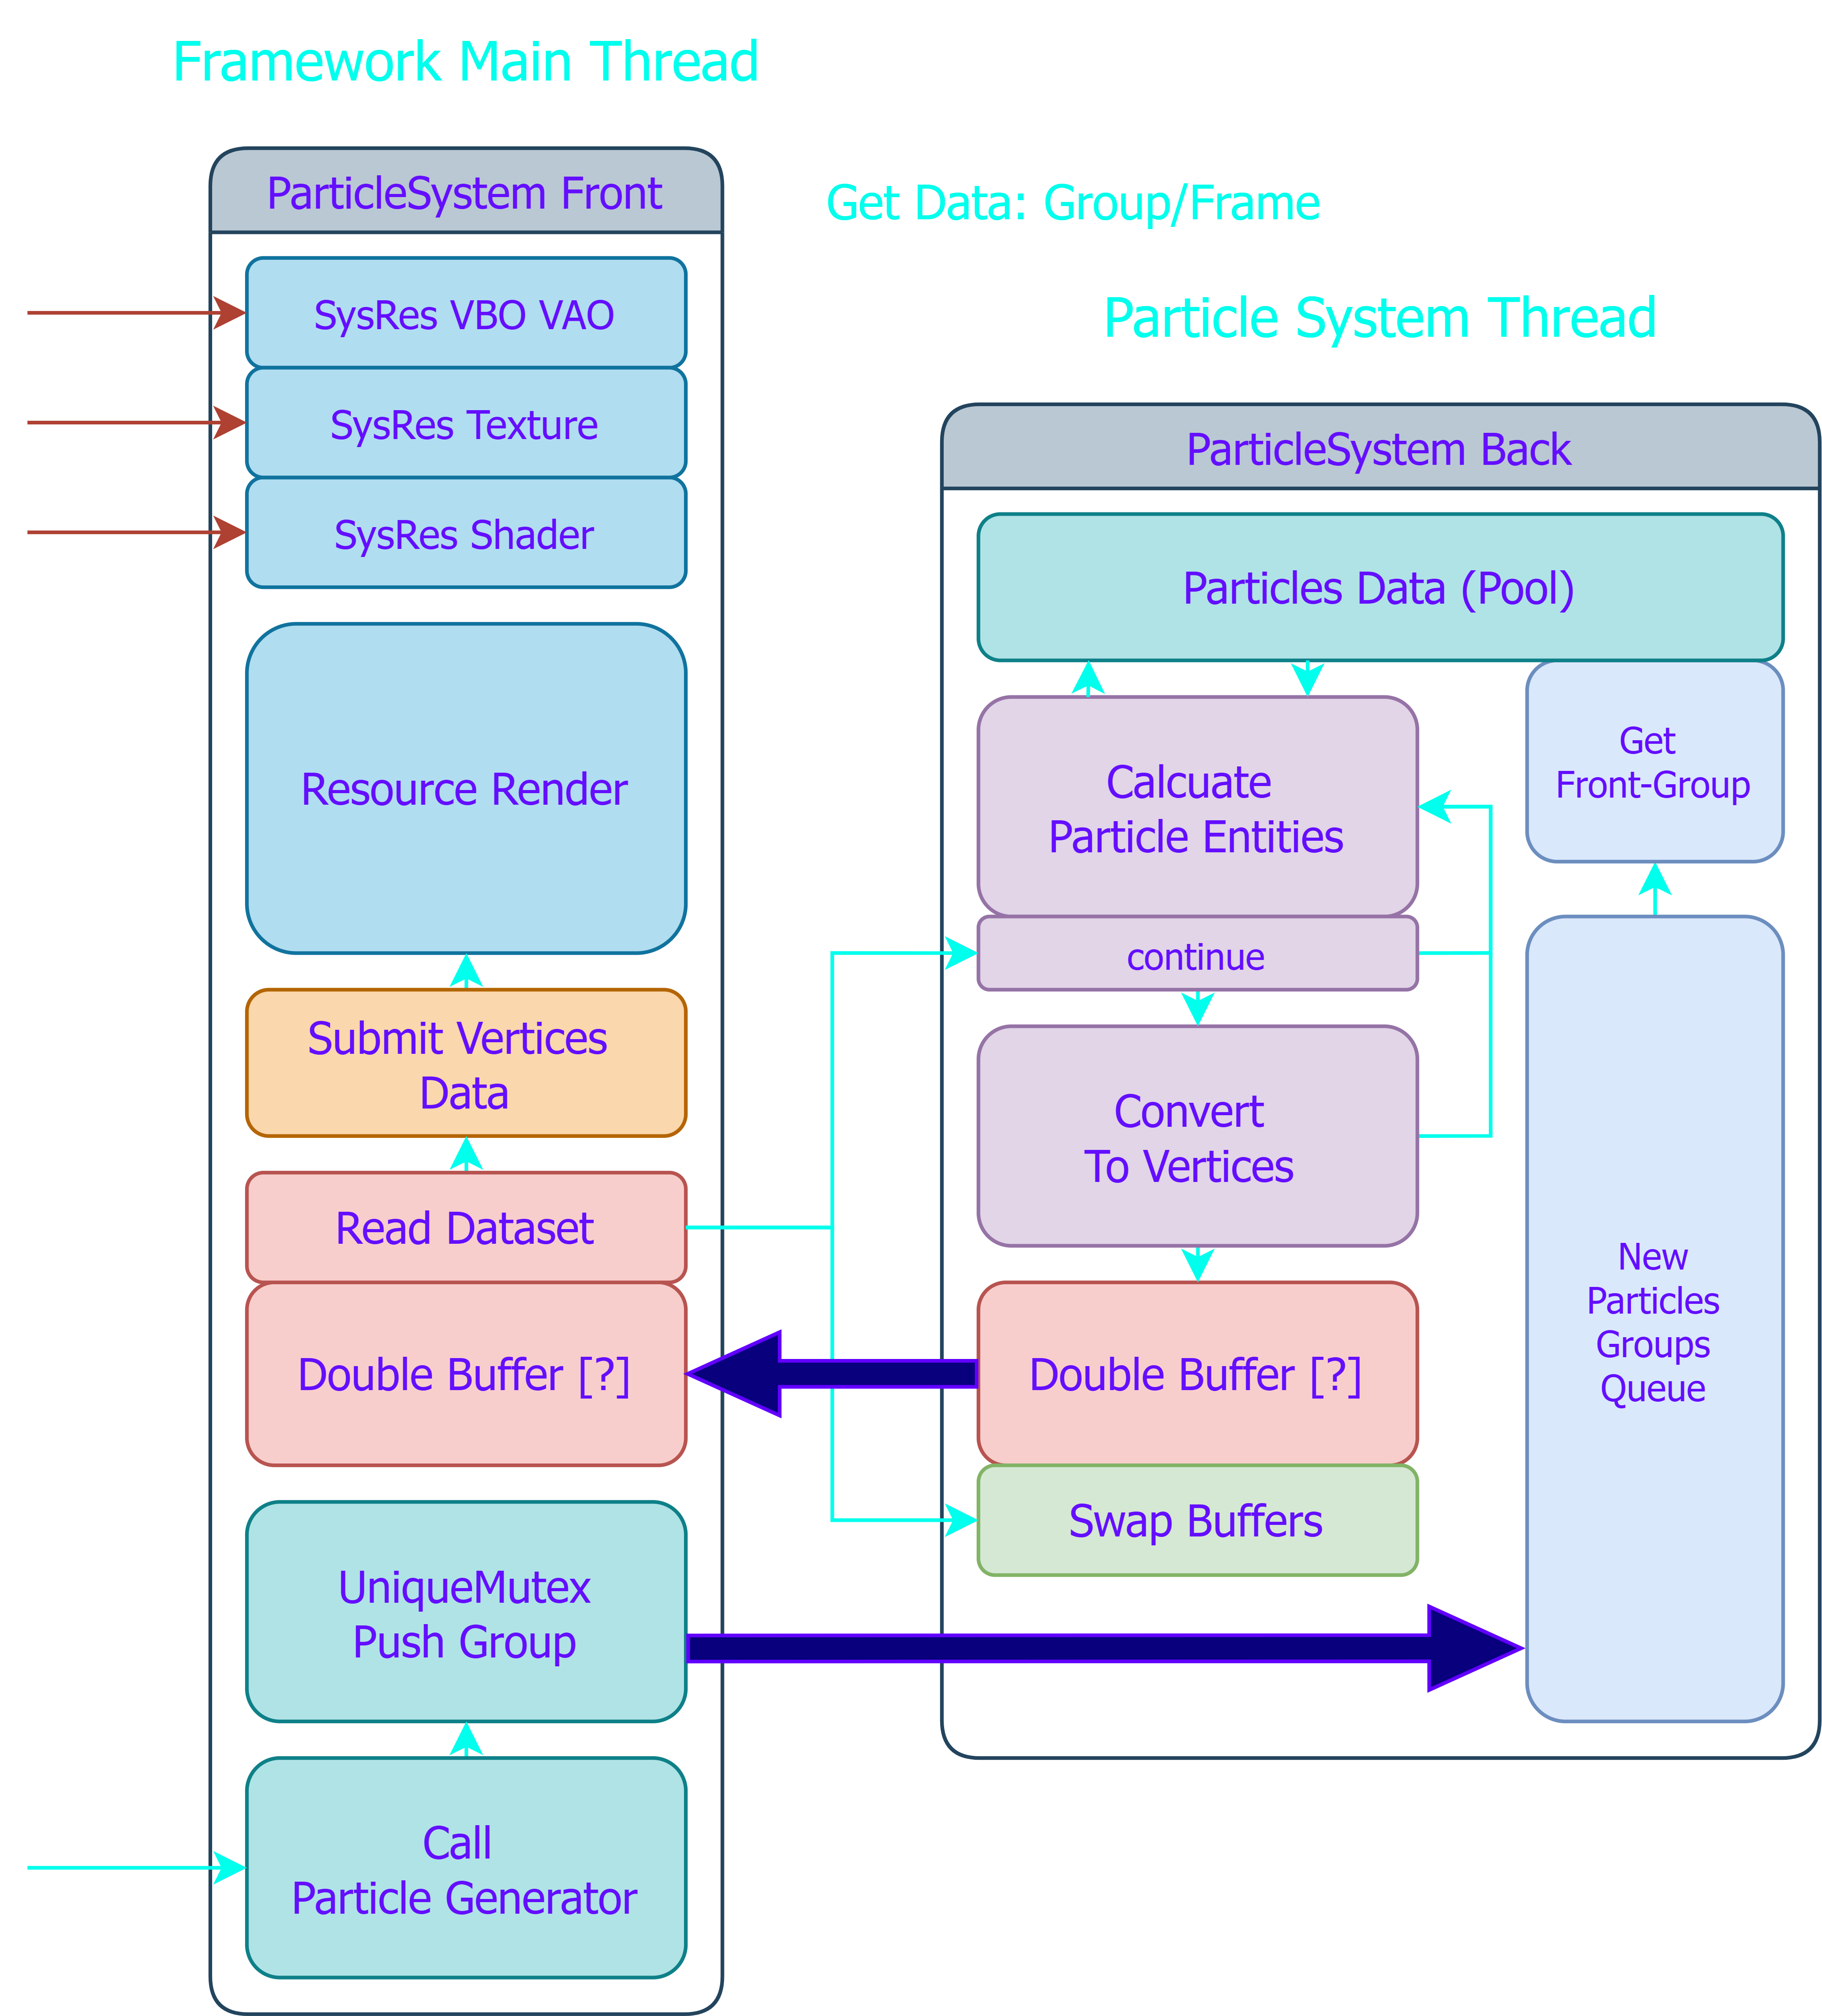 Framework Main Thread
ParticleSystem Front
SysRes VBO VAO
SysRes Texture
SysRes Shader
Resource Render
Submit Vertices
Data
Read Dataset
Double Buffer [?]
UniqueMutex
Push Group
Call
Particle Generator
Get Data: Group/Frame
Particle System Thread
ParticleSystem Back
Particles Data (Pool)
Calcuate
Particle Entities
continue
Convert
To Vertices
Double Buffer [?]
Swap Buffers
Get
Front-Group
New
Particles
Groups
Queue